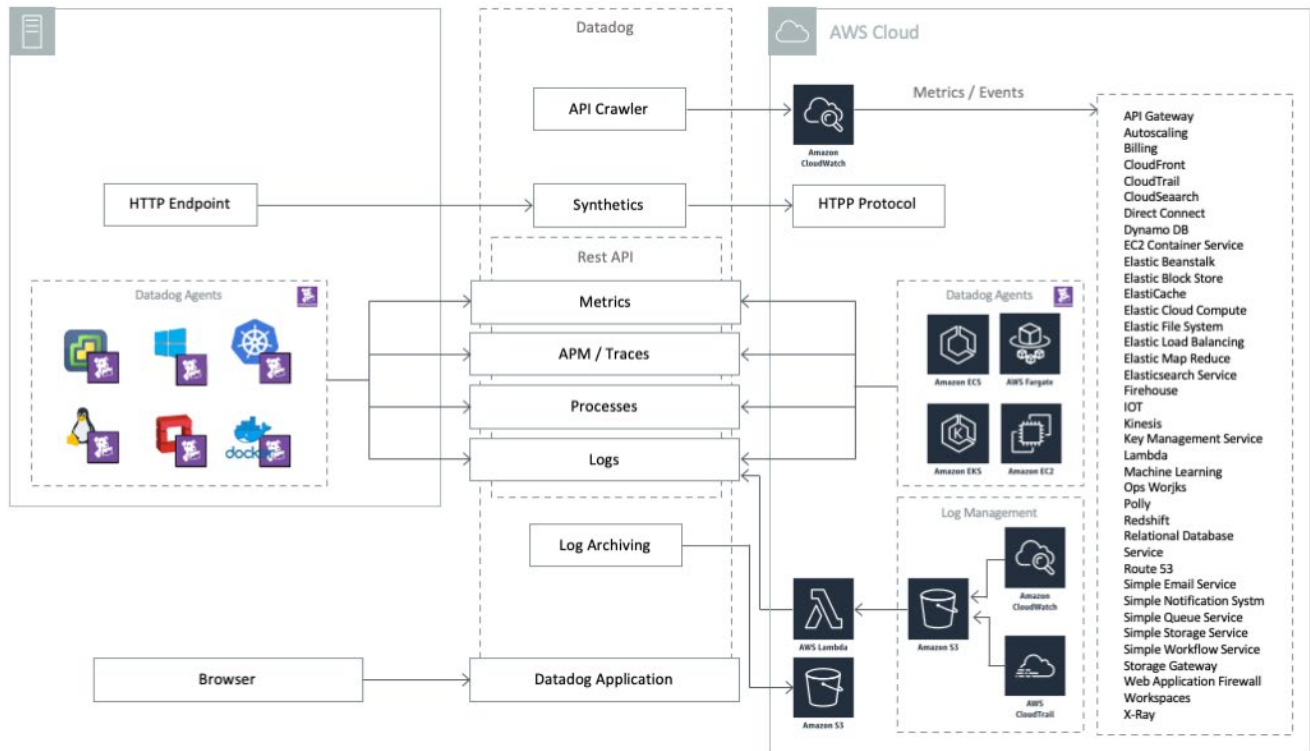 Datadog
AWS Cloud
API Crawler
Amazon
CloudWatch
Metrics / Events
HTTP Endpoint
Synthetics
HTPP Protocol
Rest API
Datadog Agents
docker
Metrics
APM / Traces
Processes
Logs
Datadog Agents
Amazon ECS
AWS Fargate
Amazon EKS
Amazon EC2
Log Archiving
Log Management
Amazon
CloudWatch
AWS Lambda
Amazon S3
AWS
CloudTrail
Amazon S3
Browser
Datadog Application
API Gateway
Autoscaling
Billing
CloudFront
CloudTrail
CloudSeaarch
Direct Connect
Dynamo DB
EC2 Container Service
Elastic Beanstalk
Elastic Block Store
ElastiCache
Elastic Cloud Compute
Elastic File System
Elastic Load Balancing
Elastic Map Reduce
Elasticsearch Service
Firehouse
IOT
Kinesis
Key Management Service
Lambda
Machine Learning
Ops Worjks
Polly
Redshift
Relational Database
Service
Route 53
Simple Email Service
Simple Notification Systm
Simple Queue Service
Simple Storage Service
Simple Workflow Service
Storage Gateway
Web Application Firewall
Workspaces
X-Ray